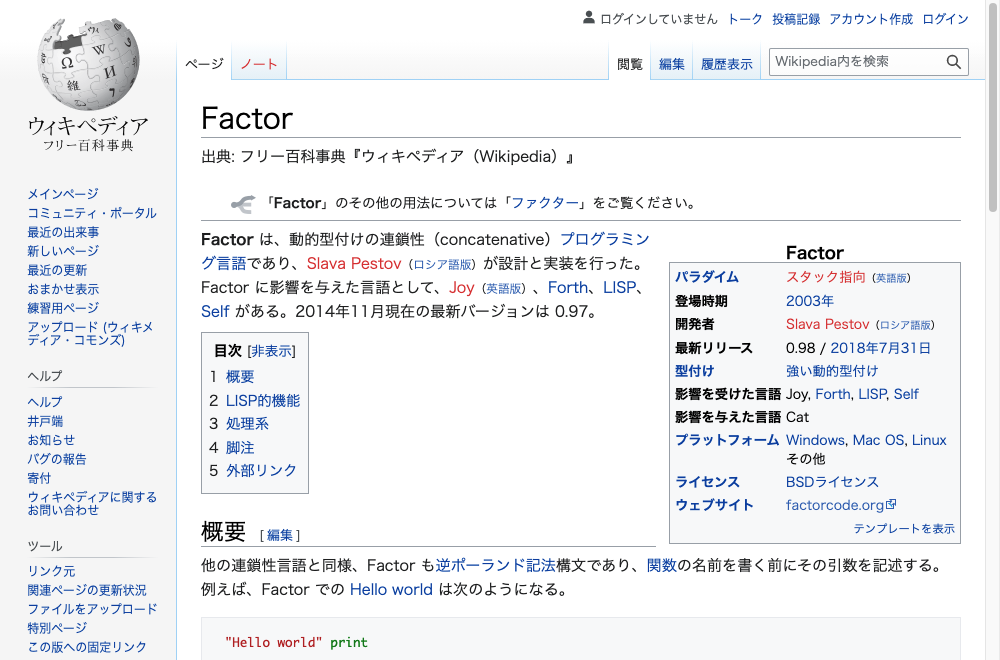 ログインしていません トーク 投稿記録 アカウント作成 ログイン
ページ ノート 閲覧 編集 履歴表示 Wikipedia内を検索
ウィキペディア
フリー百科事典
メインページ
コミュニティ・ポータル
最近の出来事
新しいページ
最近の更新
おまかせ表示
練習用ページ
アップロード (ウィキメ
ディア・コモンズ)
ヘルプ
ヘルプ
井戸端
お知らせ
バグの報告
寄付
ウィキペディアに関する
お問い合わせ
ツール
リンク元
関連ページの更新状況
ファイルをアップロード
特別ページ
この版への固定リンク
Factor
出典: フリー百科事典『ウィキペディア（Wikipedia）』
「Factor」のその他の用法については「ファクター」をご覧ください。
Factor は、動的型付けの連鎖性（concatenative）プログラミン
グ言語であり、Slava Pestov（ロシア語版）が設計と実装を行った。
Factor に影響を与えた言語として、Joy（英語版）、Forth、LISP、
Self がある。2014年11月現在の最新バージョンは 0.97。
Factor
パラダイム スタック指向（英語版）
登場時期 2003年
開発者 Slava Pestov（ロシア語版）
最新リリース 0.98 / 2018年7月31日
型付け 強い動的型付け
影響を受けた言語 Joy, Forth, LISP, Self
影響を与えた言語 Cat
プラットフォーム Windows, Mac OS, Linux
その他
ライセンス BSDライセンス
ウェブサイト factorcode.org
テンプレートを表示
目次 [非表示]
1 概要
2 LISP的機能
3 処理系
4 脚注
5 外部リンク
概要 [編集]
他の連鎖性言語と同様、Factor も逆ポーランド記法構文であり、関数の名前を書く前にその引数を記述する。
例えば、Factor での Hello world は次のようになる。
"Hello world" print